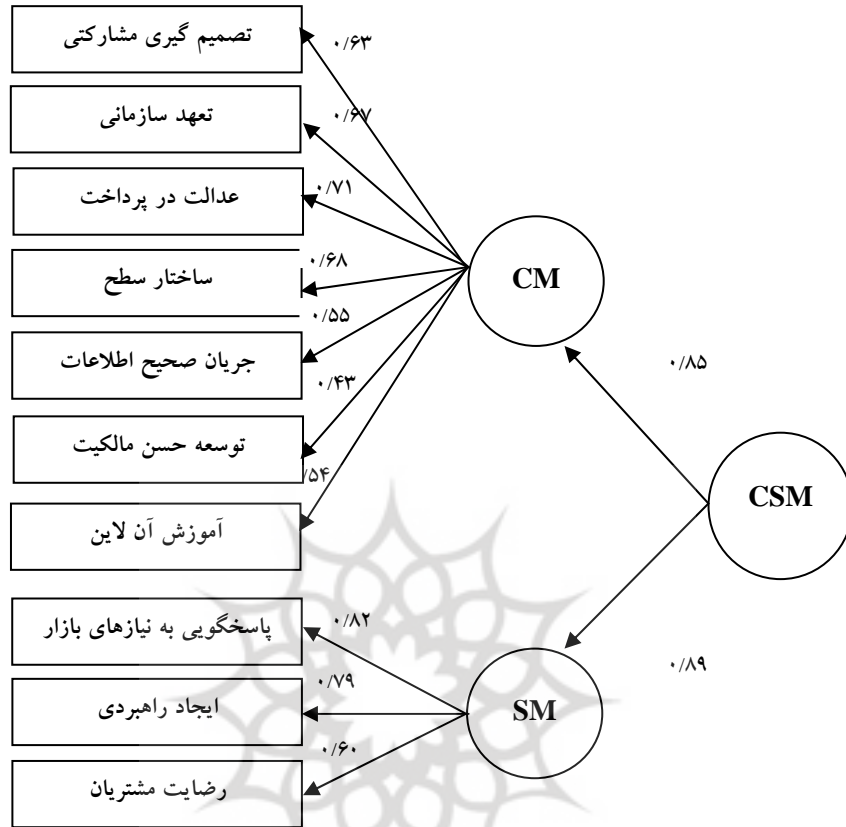 تصمیم گیری مشارکتی
۰/۶۳
تعهد سازمانی
۰/۶۷
عدالت در پرداخت
۰/۷۱
ساختار سطح
۰/۶۸
جریان صحیح اطلاعات
۰/۵۵
توسعه حسن مالکیت
۰/۴۳
آموزش آن لاین
/۵۴
CM
۰/۸۵
CSM
پاسخگویی به نیازهای بازار
۰/۸۲
ایجاد راهبردی
۰/۷۹
رضایت مشتریان
۰/۶۰
SM
۰/۸۹